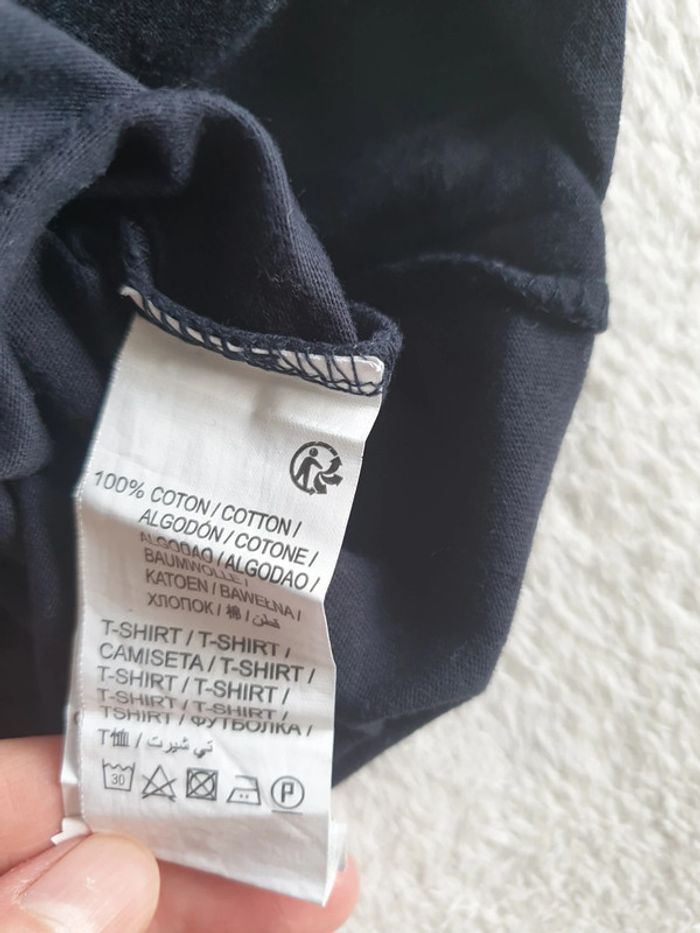 100% COTON / COTTON /
ALGODÓN / COTONE /
ALGODAO / ALGODAO /
BAUMWOLLE /
KATOEN / BAWEŁNA /
ХЛОПОК / 棉 / قطن
T-SHIRT / T-SHIRT /
CAMISETA / T-SHIRT /
T-SHIRT / T-SHIRT /
T-SHIRT / T-SHIRT /
TSHIRT / ФУТБОЛКА /
T恤 / تي شيرت
30 P